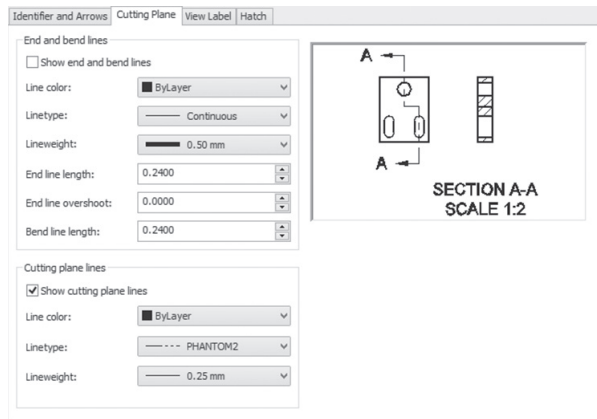 Identifier and Arrows Cutting Plane View Label Hatch
End and bend lines
Show end and bend lines
Line color: ByLayer
Linetype: Continuous
Lineweight: 0.50 mm
End line length: 0.2400
End line overshoot: 0.0000
Bend line length: 0.2400
Cutting plane lines
Show cutting plane lines
Line color: ByLayer
Linetype: PHANTOM2
Lineweight: 0.25 mm
A
A
SECTION A-A
SCALE 1:2